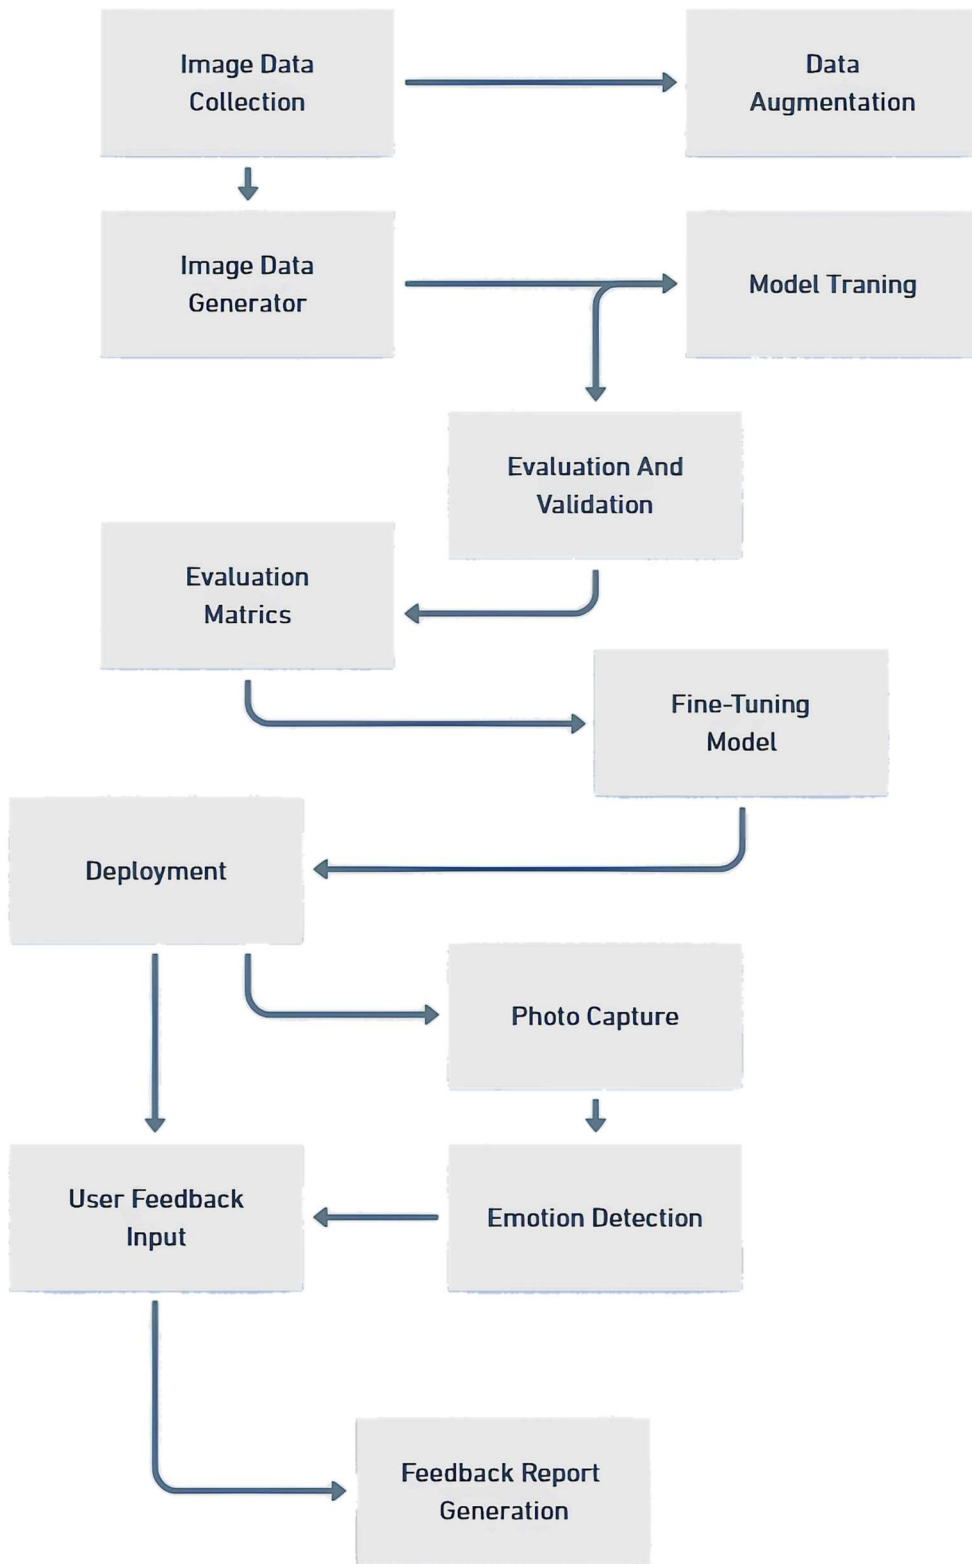 Image Data
Collection
Data
Augmentation
Image Data
Generator
Model Traning
Evaluation And
Validation
Evaluation
Matrics
Fine-Tuning
Model
Deployment
Photo Capture
User Feedback
Input
Emotion Detection
Feedback Report
Generation